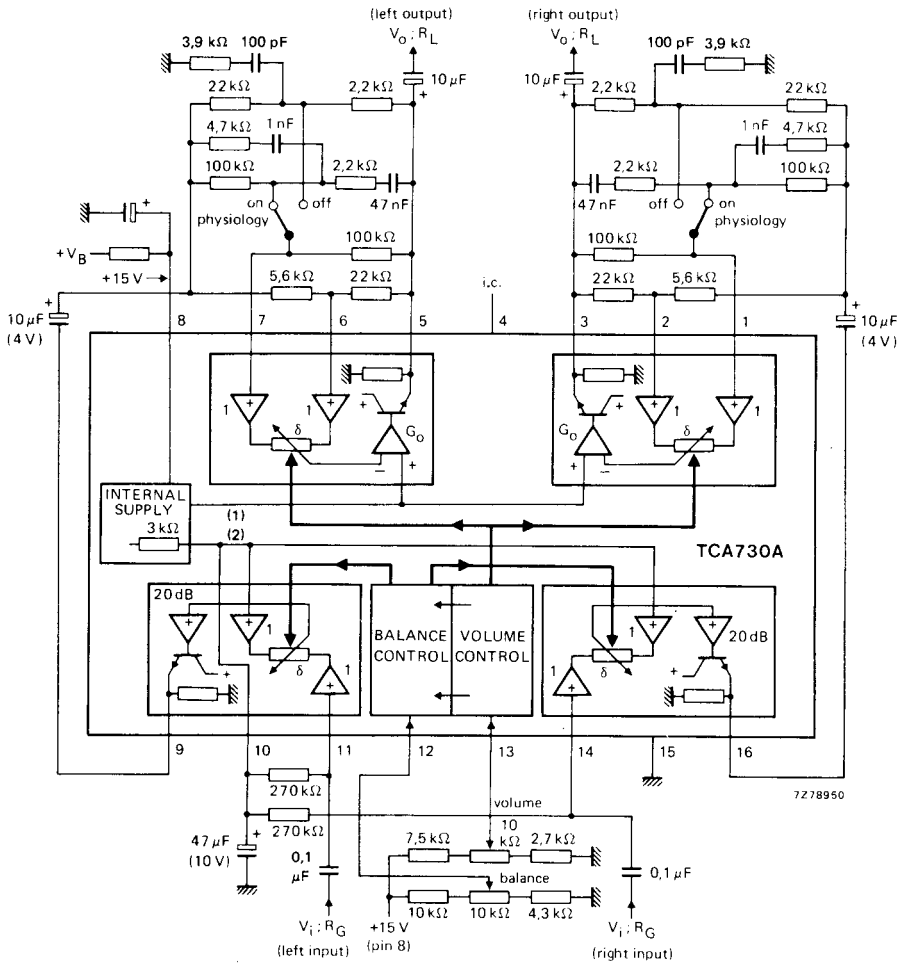 (left output)
V₀ ; R_L
(right output)
V₀ ; R_L
3,9 kΩ
100 pF
10 μF
+
10 μF
+
100 pF
3,9 kΩ
22 kΩ
2,2 kΩ
2,2 kΩ
22 kΩ
4,7 kΩ
1 nF
1 nF
4,7 kΩ
100 kΩ
2,2 kΩ
47 nF
2,2 kΩ
47 nF
100 kΩ
on
off
physiology
off
on
physiology
+
+V_B
+15 V
100 kΩ
100 kΩ
5,6 kΩ
22 kΩ
i.c.
22 kΩ
5,6 kΩ
+
10 μF
(4 V)
+
10 μF
(4 V)
8
7
6
5
4
3
2
1
+
+
1
1
δ
+
G₀
−
+
+
G₀
+
−
+
+
1
1
δ
INTERNAL
SUPPLY
3 kΩ
(1)
(2)
TCA730A
20 dB
+
+
1
+
δ
+
1
BALANCE
CONTROL
VOLUME
CONTROL
1
+
δ
+
1
+
20 dB
+
9
10
11
12
13
14
15
16
7Z78950
270 kΩ
270 kΩ
47 μF
(10 V)
+
0,1
μF
volume
10
kΩ
7,5 kΩ
2,7 kΩ
balance
10 kΩ
10 kΩ
4,3 kΩ
0,1 μF
V_i ; R_G
(left input)
+15 V
(pin 8)
V_i ; R_G
(right input)